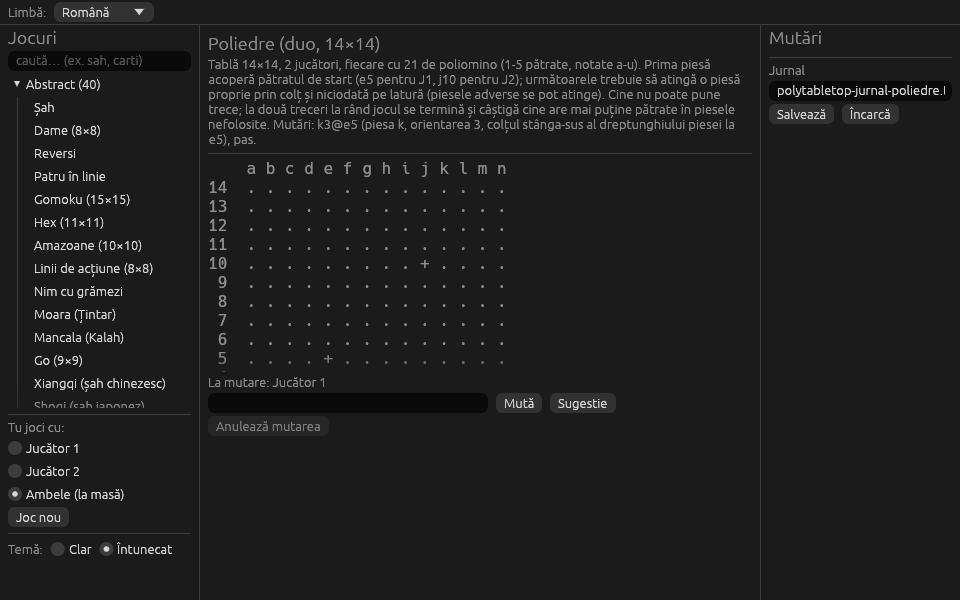 Limbă: Română
Jocuri
caută... (ex. sah, carti)
Abstract (40)
Șah
Dame (8×8)
Reversi
Patru în linie
Gomoku (15×15)
Hex (11×11)
Amazoane (10×10)
Linii de acțiune (8×8)
Nim cu grămezi
Moara (Țintar)
Mancala (Kalah)
Go (9×9)
Xiangqi (șah chinezesc)
Shogi (șah japonez)
Tu joci cu:
Jucător 1
Jucător 2
Ambele (la masă)
Joc nou
Temă: Clar Întunecat
Poliedre (duo, 14×14)
Tablă 14×14, 2 jucători, fiecare cu 21 de poliomino (1-5 pătrate, notate a-u). Prima piesă
acoperă pătratul de start (e5 pentru J1, j10 pentru J2); următoarele trebuie să atingă o piesă
proprie prin colț și niciodată pe latură (piesele adverse se pot atinge). Cine nu poate pune
trece; la două treceri la rând jocul se termină și câștigă cine are mai puține pătrate în piesele
nefolosite. Mutări: k3@e5 (piesa k, orientarea 3, colțul stânga-sus al dreptunghiului piesei la
e5), pas.
a b c d e f g h i j k l m n
14 . . . . . . . . . . . . . .
13 . . . . . . . . . . . . . .
12 . . . . . . . . . . . . . .
11 . . . . . . . . . . . . . .
10 . . . . . . . . . + . . . .
9 . . . . . . . . . . . . . .
8 . . . . . . . . . . . . . .
7 . . . . . . . . . . . . . .
6 . . . . . . . . . . . . . .
5 . . . . + . . . . . . . . .
La mutare: Jucător 1
Mută Sugestie
Anulează mutarea
Mutări
Jurnal
polytabletop-jurnal-poliedre.
Salvează Încarcă